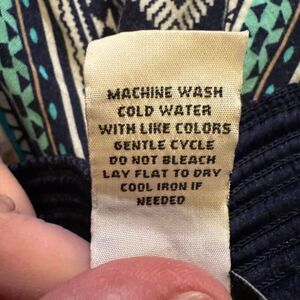 MACHINE WASH
COLD WATER
WITH LIKE COLORS
GENTLE CYCLE
DO NOT BLEACH
LAY FLAT TO DRY
COOL IRON IF
NEEDED